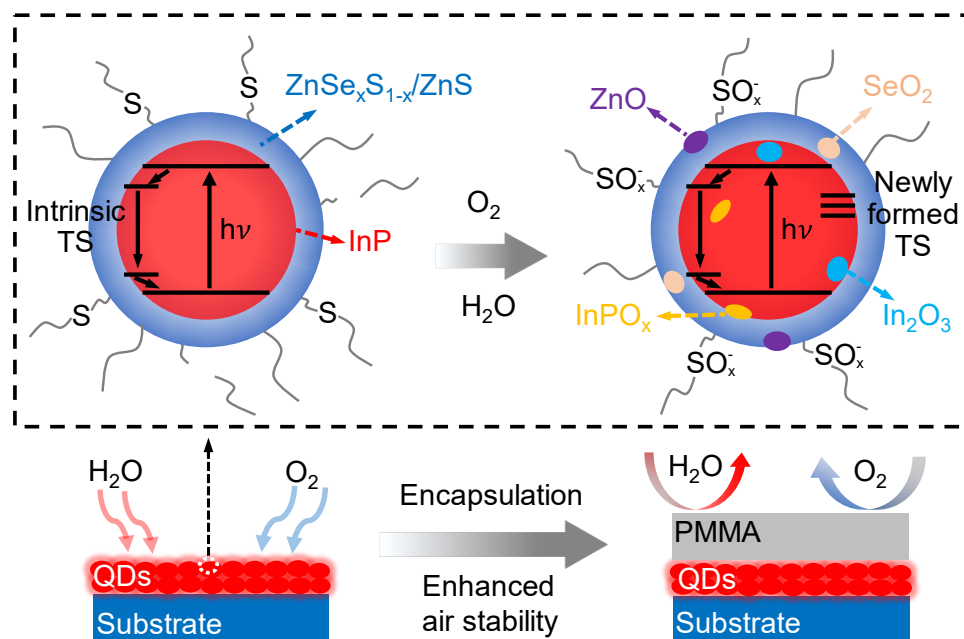 S
S
ZnSeₓS₁₋ₓ/ZnS
Intrinsic
TS
hν
InP
S
S
O₂
H₂O
ZnO
SOₓ⁻
SeO₂
SOₓ⁻
hν
Newly
formed
TS
InPOₓ
In₂O₃
SOₓ⁻
SOₓ⁻
H₂O
O₂
QDs
Substrate
Encapsulation
Enhanced
air stability
H₂O
O₂
PMMA
QDs
Substrate